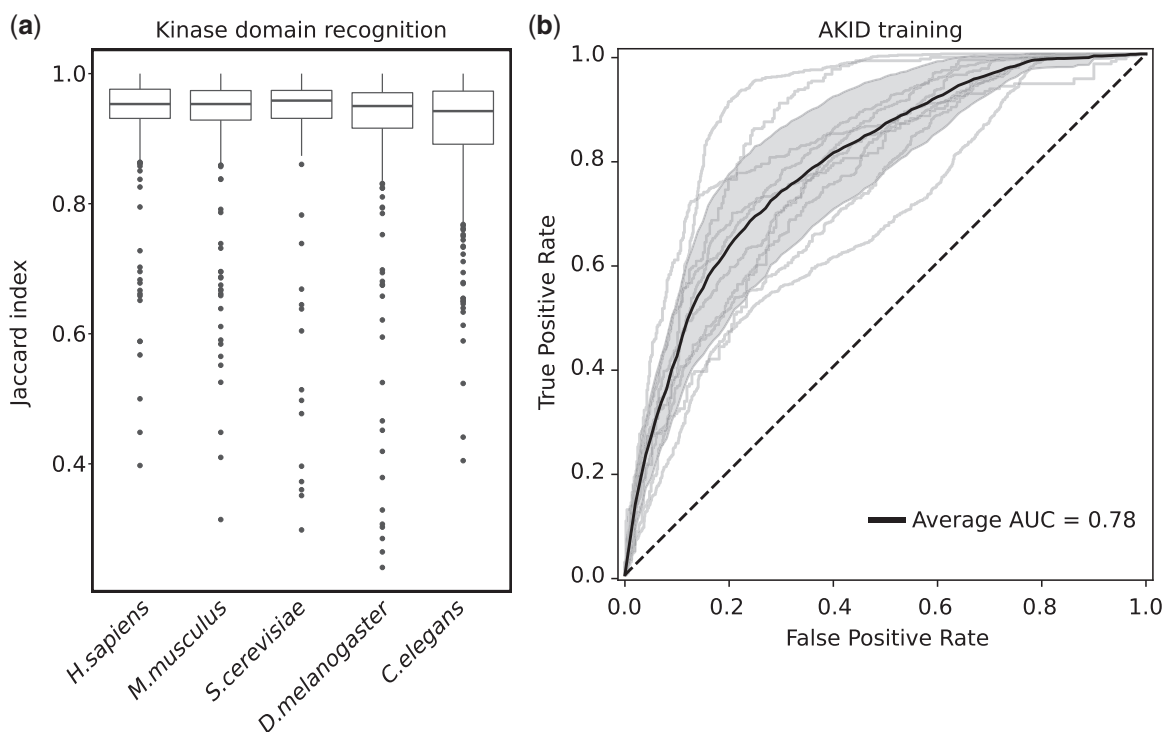 (a)
Kinase domain recognition
Jaccard index
1.0
0.8
0.6
0.4
H.sapiens
M.musculus
S.cerevisiae
D.melanogaster
C.elegans
(b)
AKID training
True Positive Rate
1.0
0.8
0.6
0.4
0.2
0.0
Average AUC = 0.78
0.0 0.2 0.4 0.6 0.8 1.0
False Positive Rate